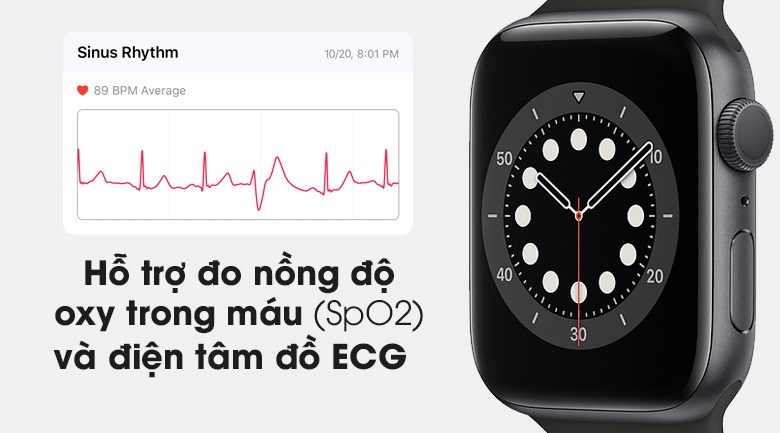 Sinus Rhythm 10/20, 8:01 PM
89 BPM Average
Hỗ trợ đo nồng độ
oxy trong máu (SpO2)
và điện tâm đồ ECG
50 10
40 20
30